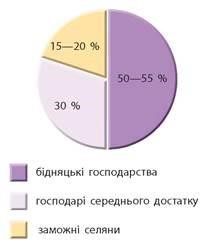 15—20 %
50—55 %
30 %
бідняцькі господарства
господарі середнього достатку
заможні селяни